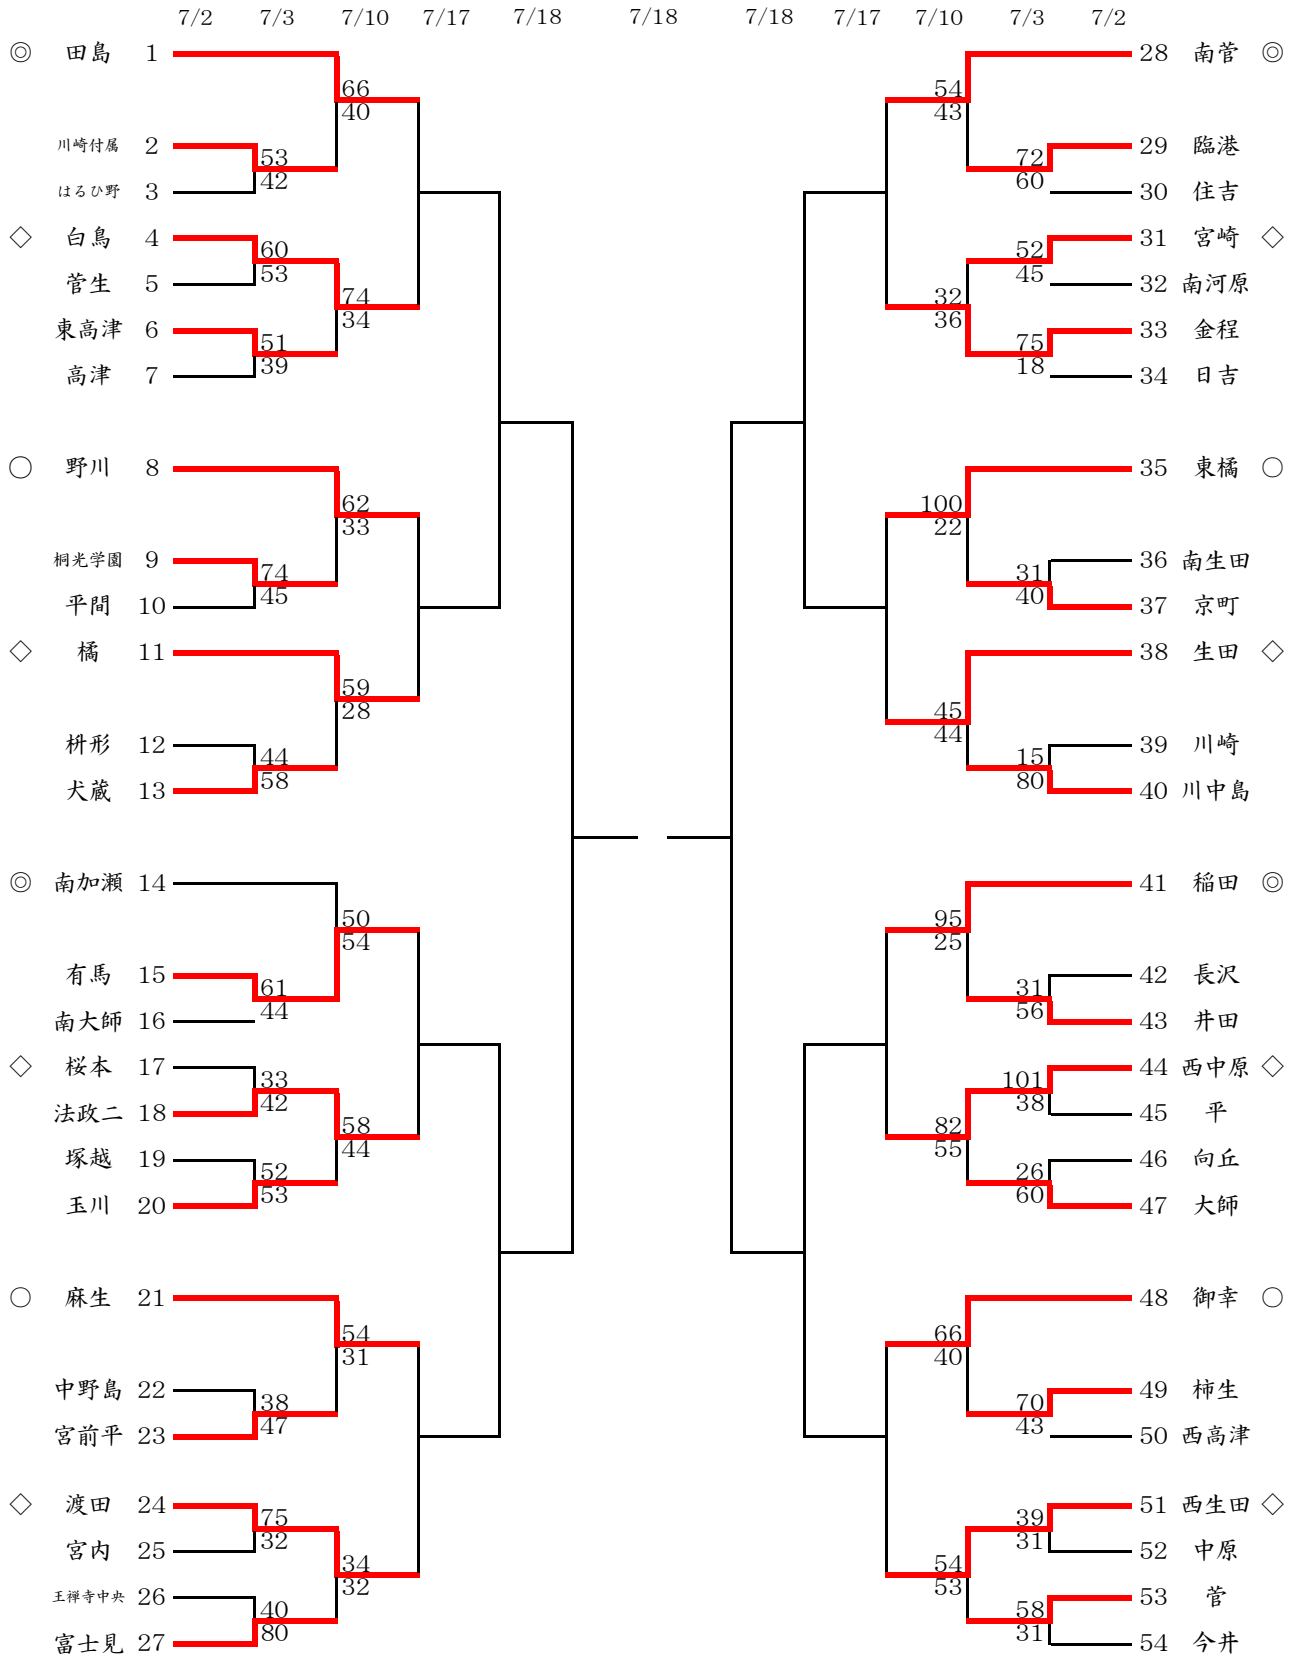 7/2 7/3 7/10 7/17 7/18 7/18 7/18 7/17 7/10 7/3 7/2
◎ 田島 1
66
40
川崎付属 2
53
42
はるひ野 3
◇ 白鳥 4
60
53
菅生 5
74
34
東高津 6
51
39
高津 7
○ 野川 8
62
33
桐光学園 9
74
45
平間 10
◇ 橘 11
59
28
枡形 12
44
58
犬蔵 13
◎ 南加瀬 14
50
54
有馬 15
61
44
南大師 16
◇ 桜本 17
33
42
法政二 18
58
44
塚越 19
52
53
玉川 20
○ 麻生 21
54
31
中野島 22
38
47
宮前平 23
◇ 渡田 24
75
32
宮内 25
34
32
王禅寺中央 26
40
80
富士見 27
28 南菅 ◎
54
43
29 臨港
72
60
30 住吉
31 宮崎 ◇
52
45
32 南河原
32
36
33 金程
75
18
34 日吉
35 東橘 ○
100
22
36 南生田
31
40
37 京町
38 生田 ◇
45
44
39 川崎
15
80
40 川中島
41 稲田 ◎
95
25
42 長沢
31
56
43 井田
44 西中原 ◇
101
38
45 平
82
55
46 向丘
26
60
47 大師
48 御幸 ○
66
40
49 柿生
70
43
50 西高津
51 西生田 ◇
39
31
52 中原
54
53
53 菅
58
31
54 今井